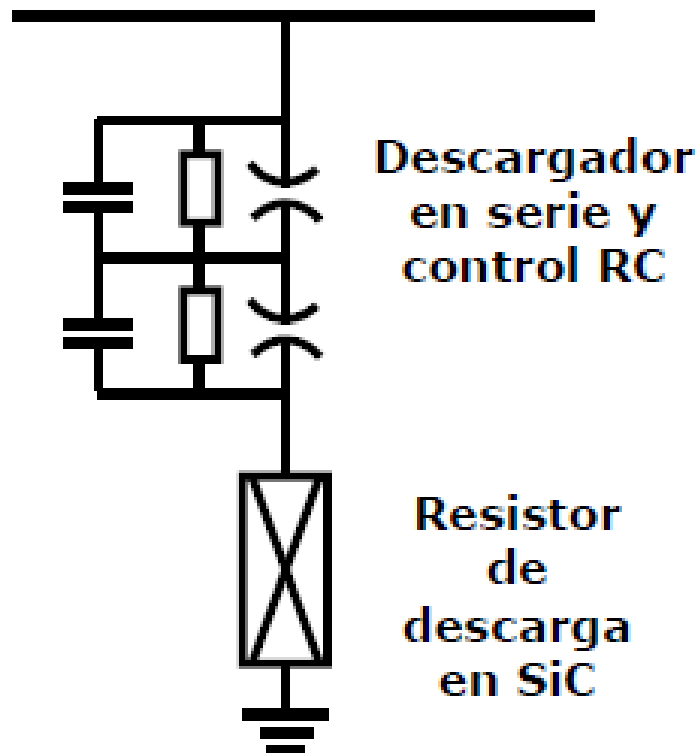 Descargador
en serie y
control RC
Resistor
de
descarga
en SiC